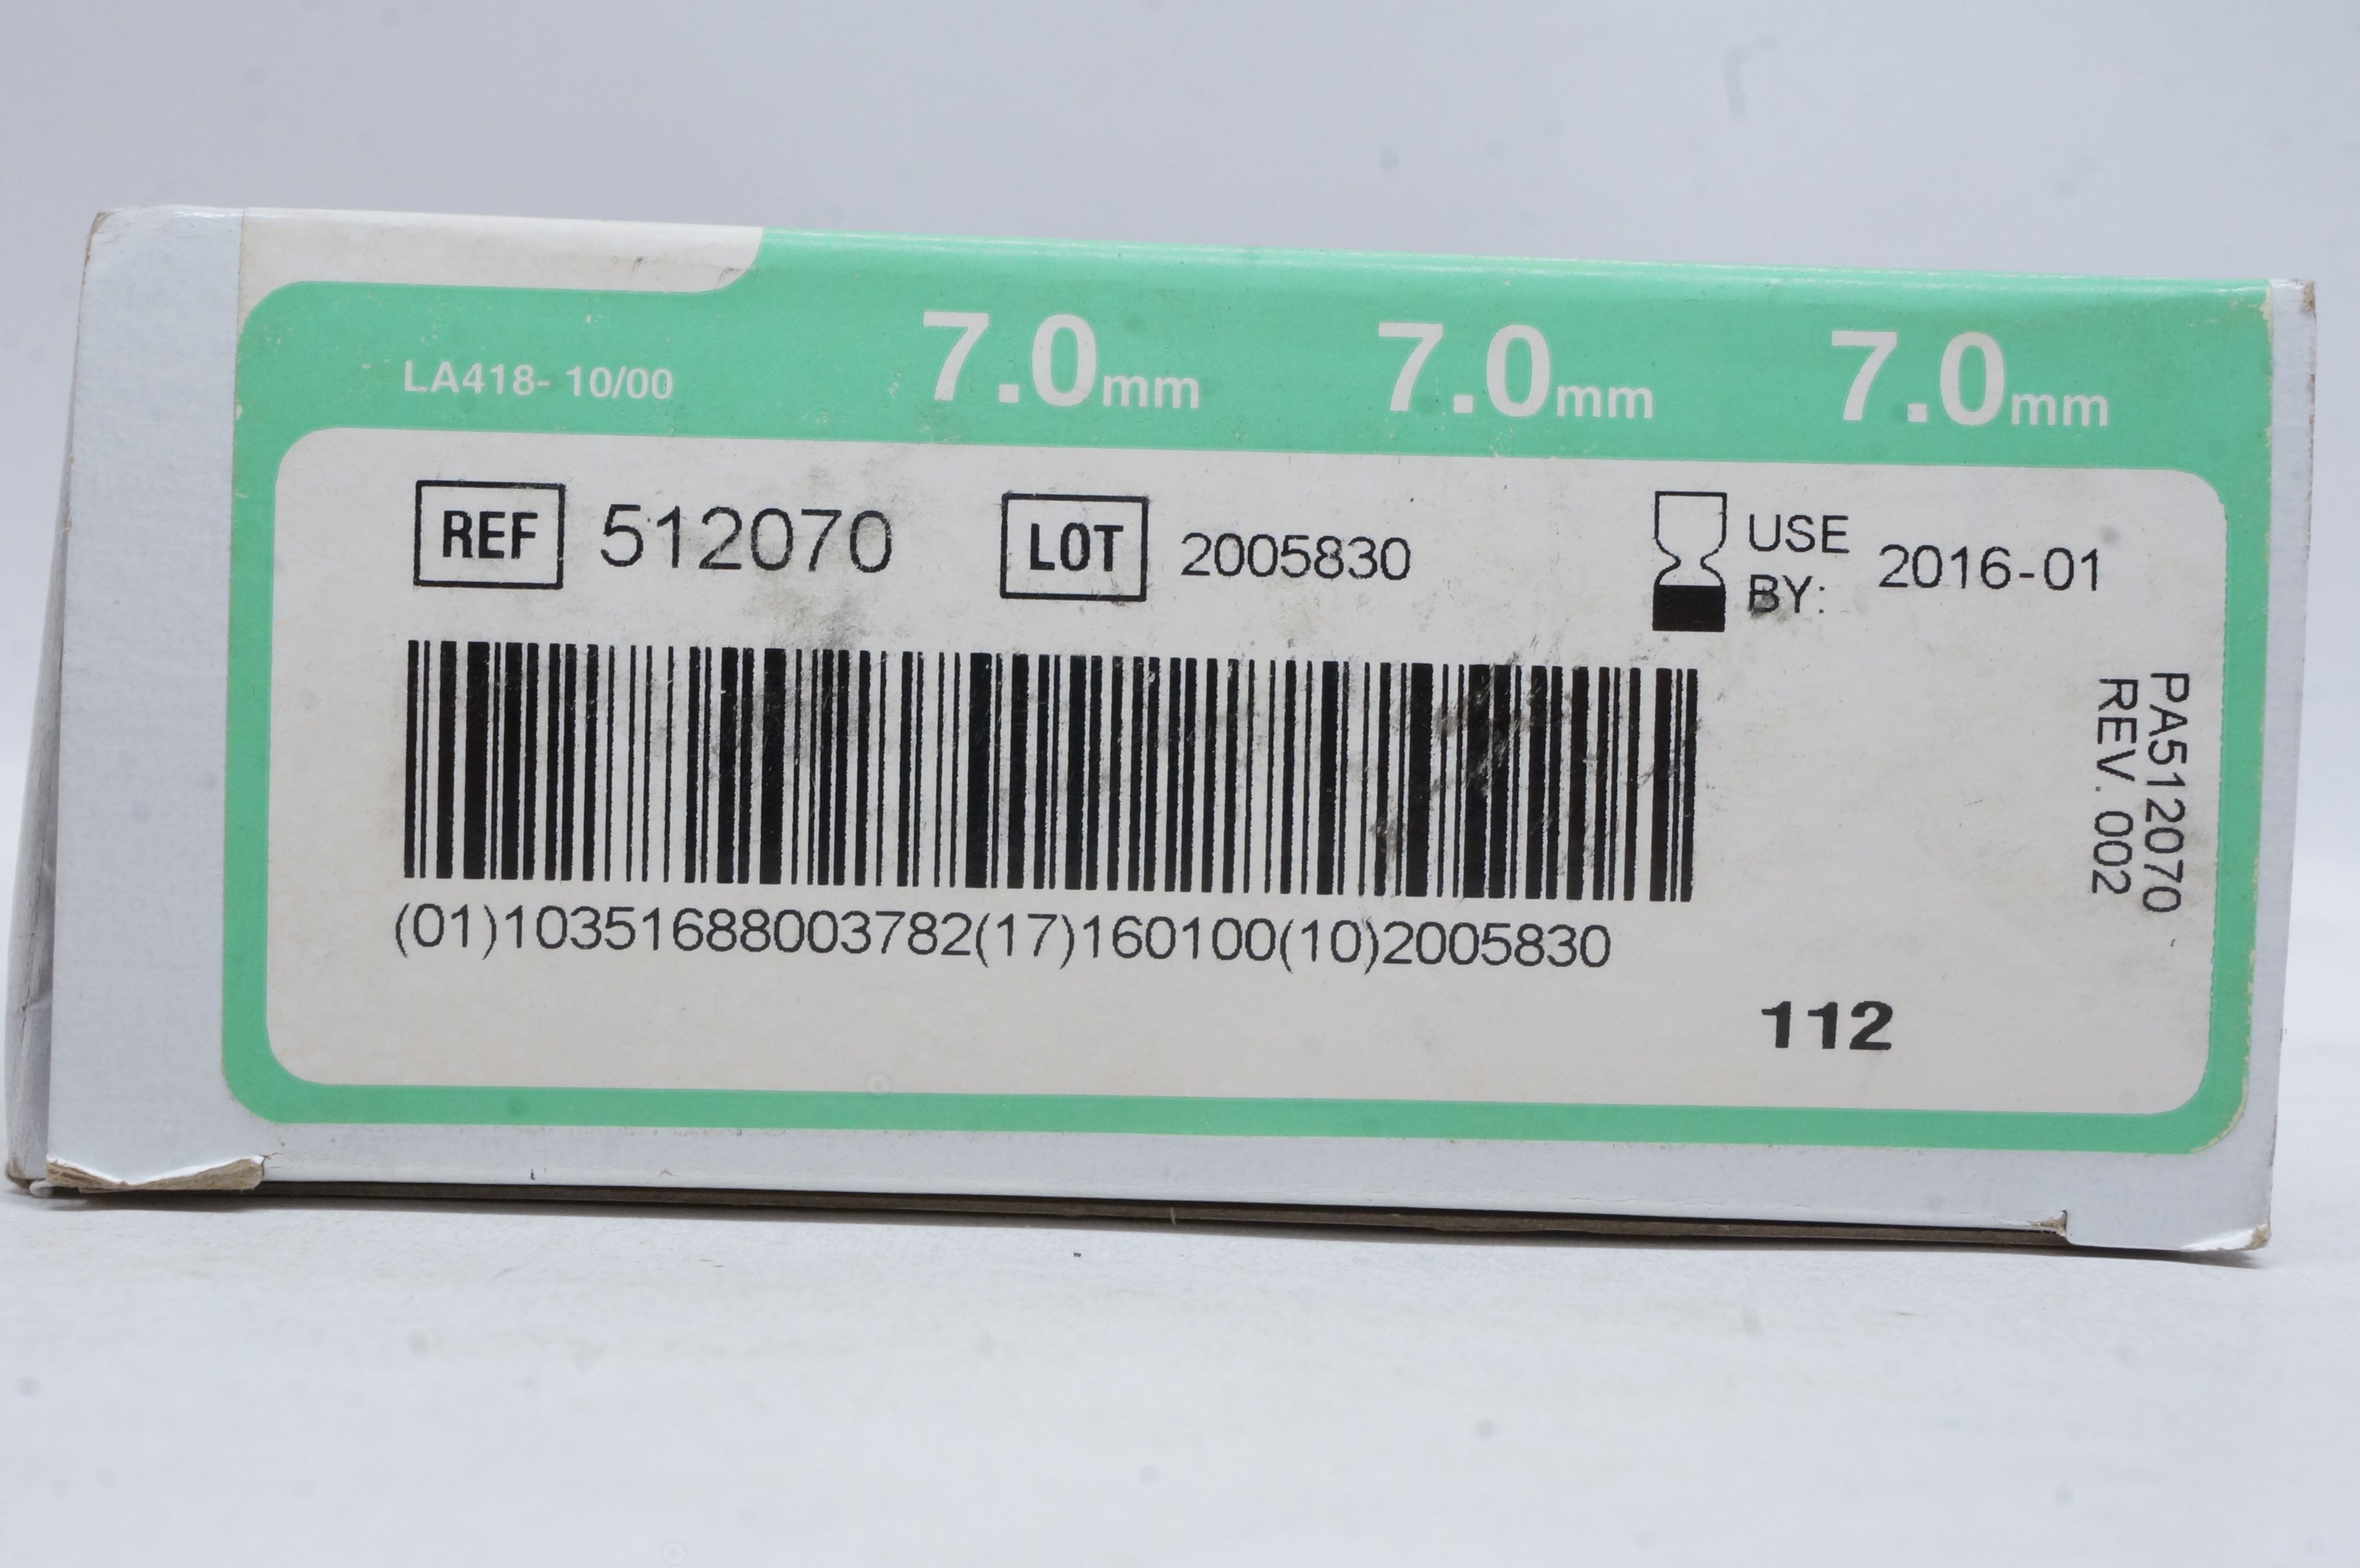 LA418- 10/00 7.0mm 7.0mm 7.0mm
REF 512070 LOT 2005830 USE BY: 2016-01
(01)10351688003782(17)160100(10)2005830
112
PA512070
REV. 002